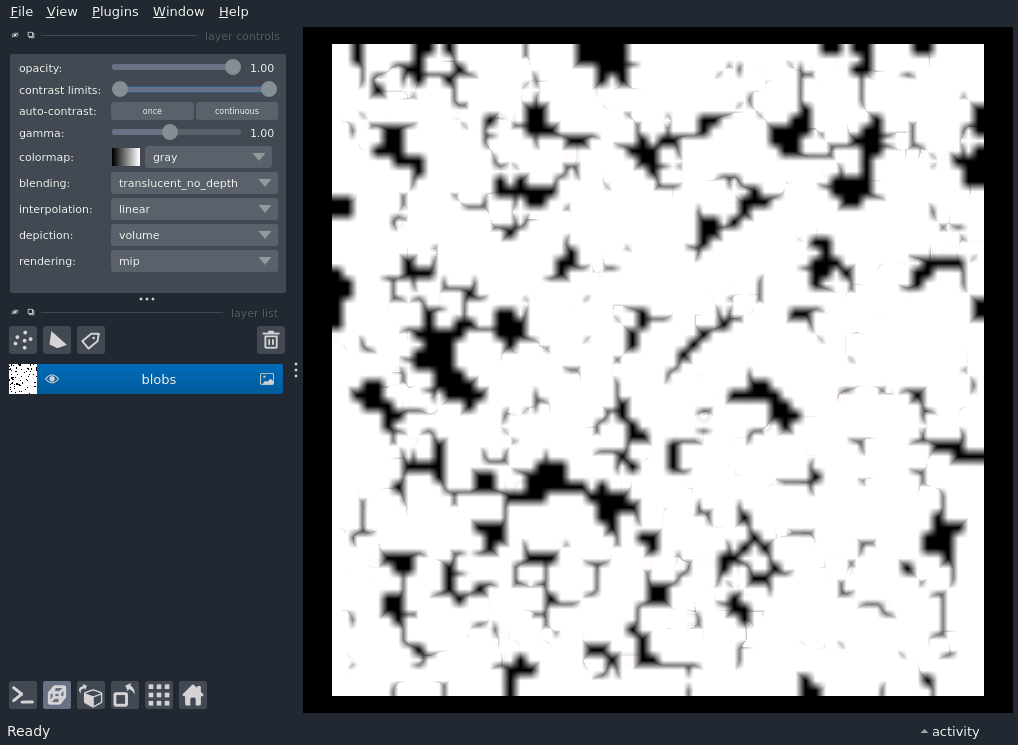 File View Plugins Window Help
layer controls
opacity: 1.00
contrast limits:
auto-contrast: once continuous
gamma: 1.00
colormap: gray
blending: translucent_no_depth
interpolation: linear
depiction: volume
rendering: mip
layer list
blobs
Ready activity